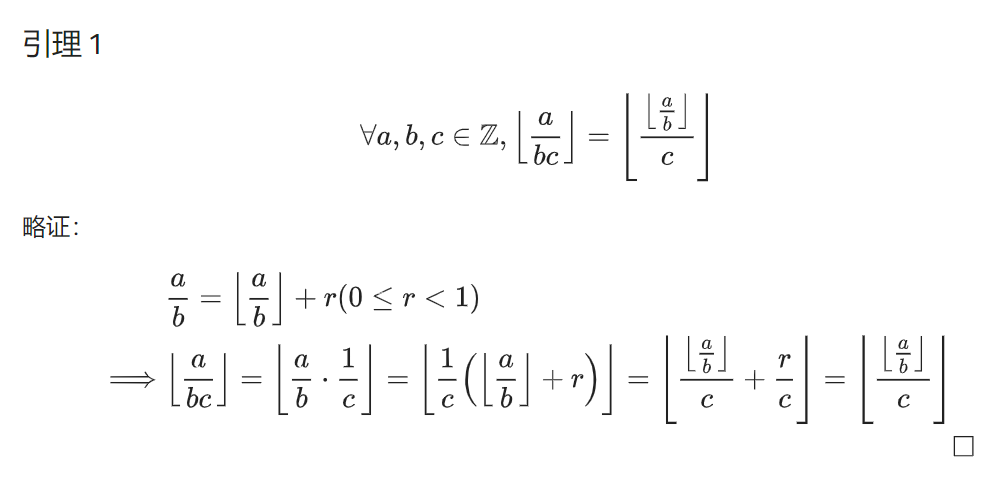 引理 1
∀a, b, c ∈ ℤ, ⌊a/(bc)⌋ = ⌊⌊a/b⌋/c⌋
略证：
a/b = ⌊a/b⌋ + r(0 ≤ r < 1)
⟹ ⌊a/(bc)⌋ = ⌊a/b · 1/c⌋ = ⌊1/c(⌊a/b⌋ + r)⌋ = ⌊⌊a/b⌋/c + r/c⌋ = ⌊⌊a/b⌋/c⌋
□